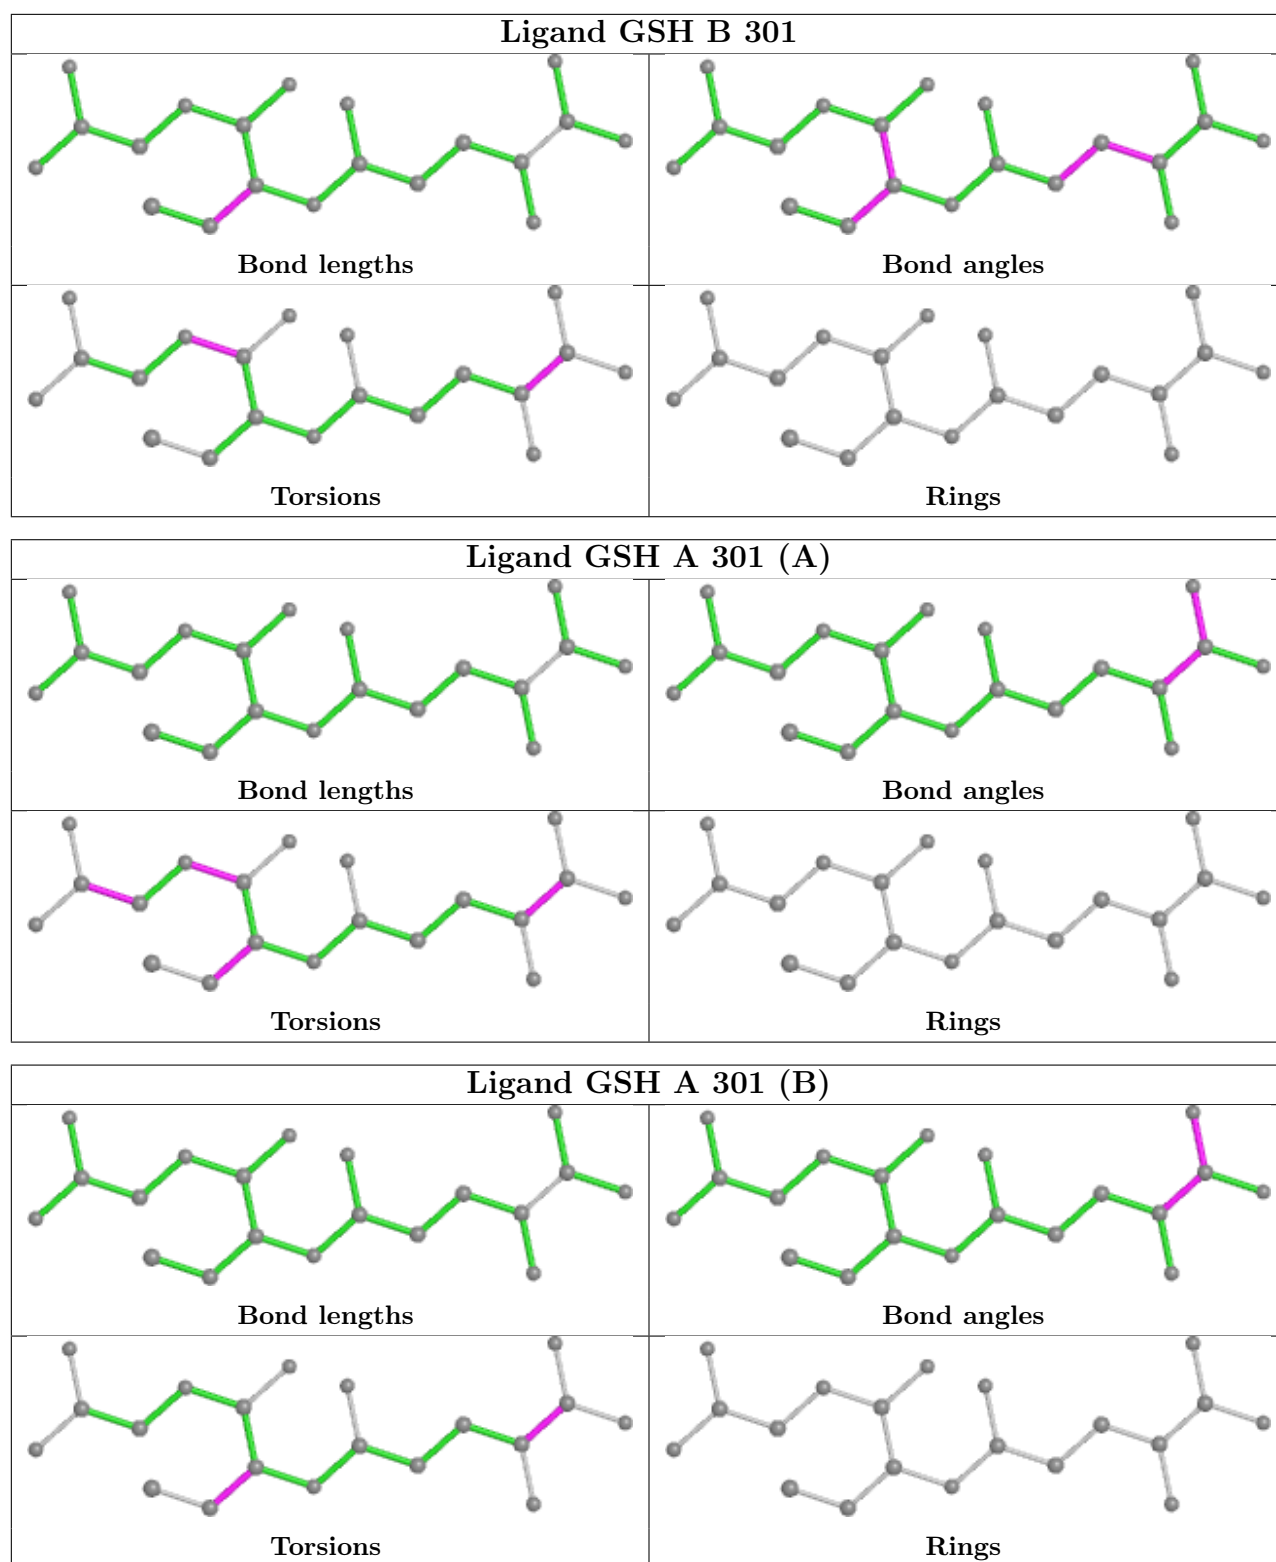 Ligand GSH B 301
Bond lengths
Bond angles
Torsions
Rings
Ligand GSH A 301 (A)
Bond lengths
Bond angles
Torsions
Rings
Ligand GSH A 301 (B)
Bond lengths
Bond angles
Torsions
Rings